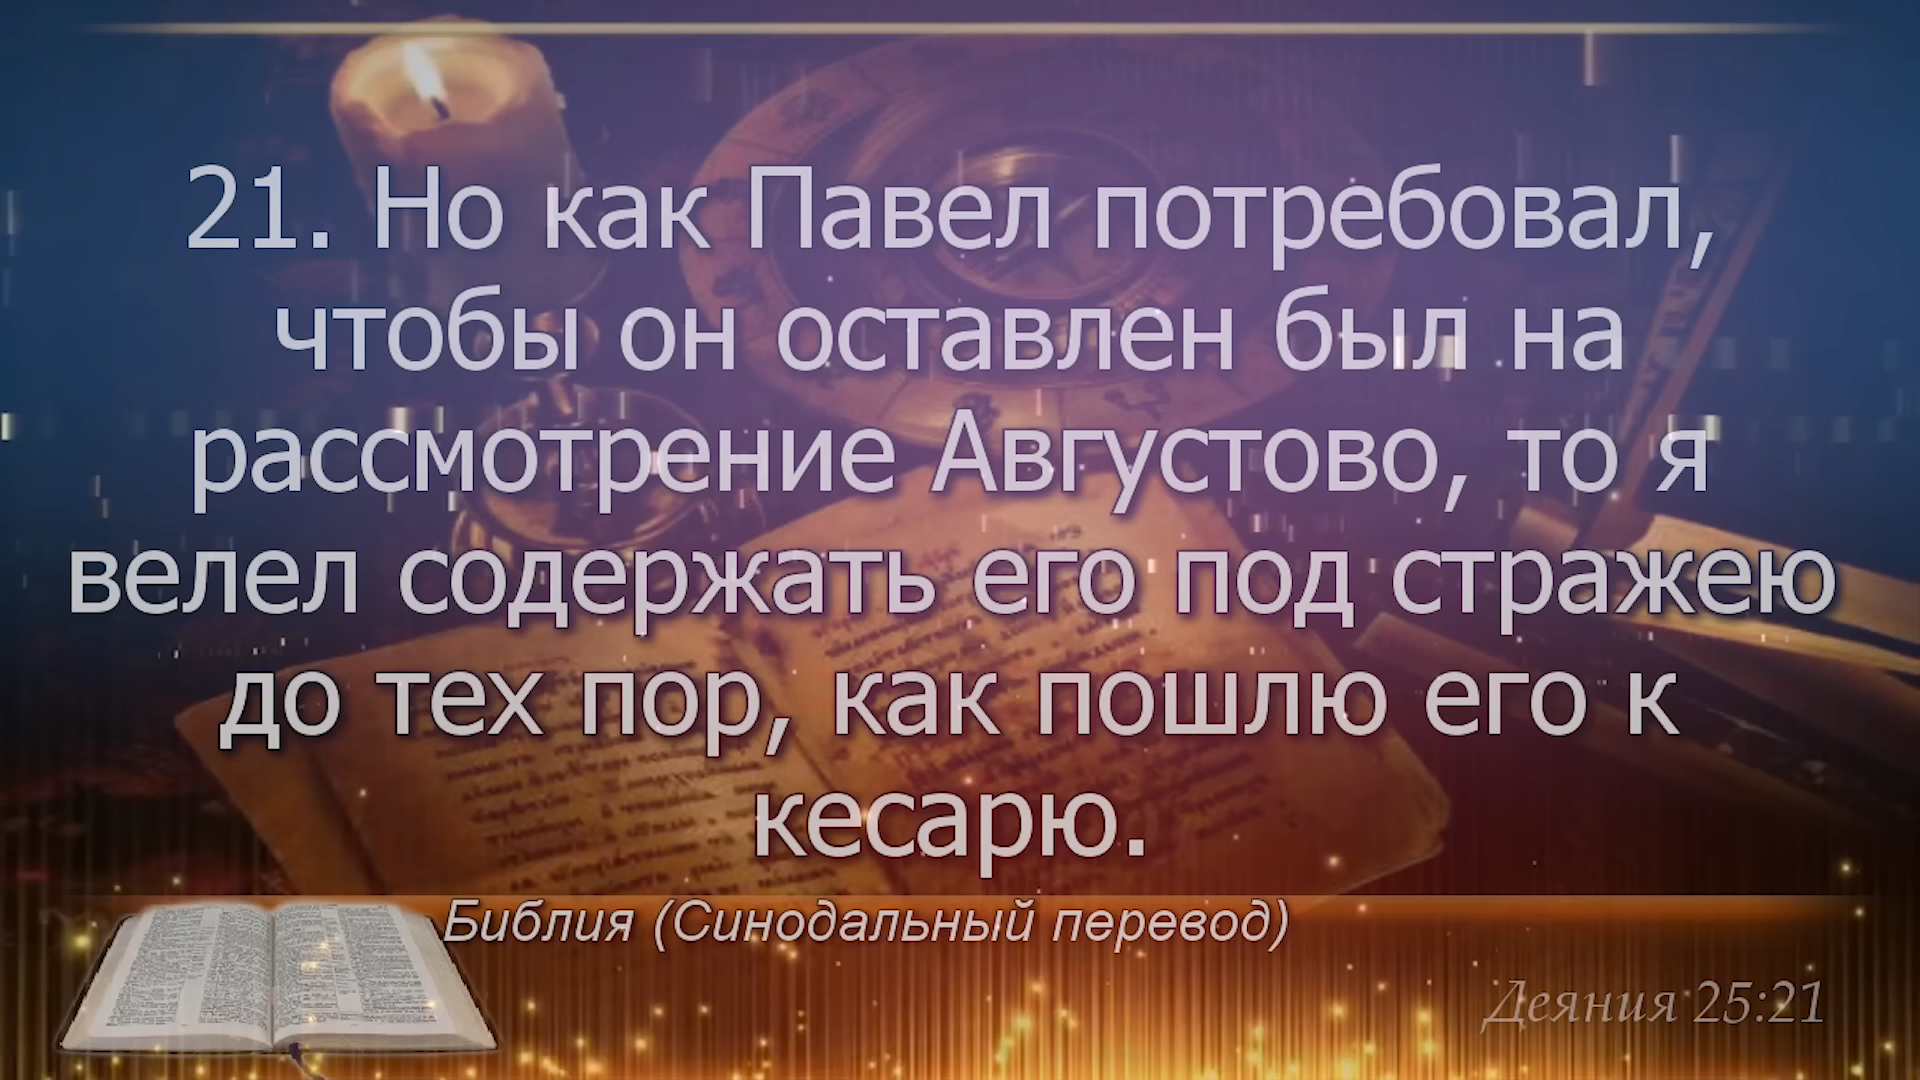 21. Но как Павел потребовал,
чтобы он оставлен был на
рассмотрение Августово, то я
велел содержать его под стражею
до тех пор, как пошлю его к
кесарю.
Библия (Синодальный перевод)
Деяния 25:21